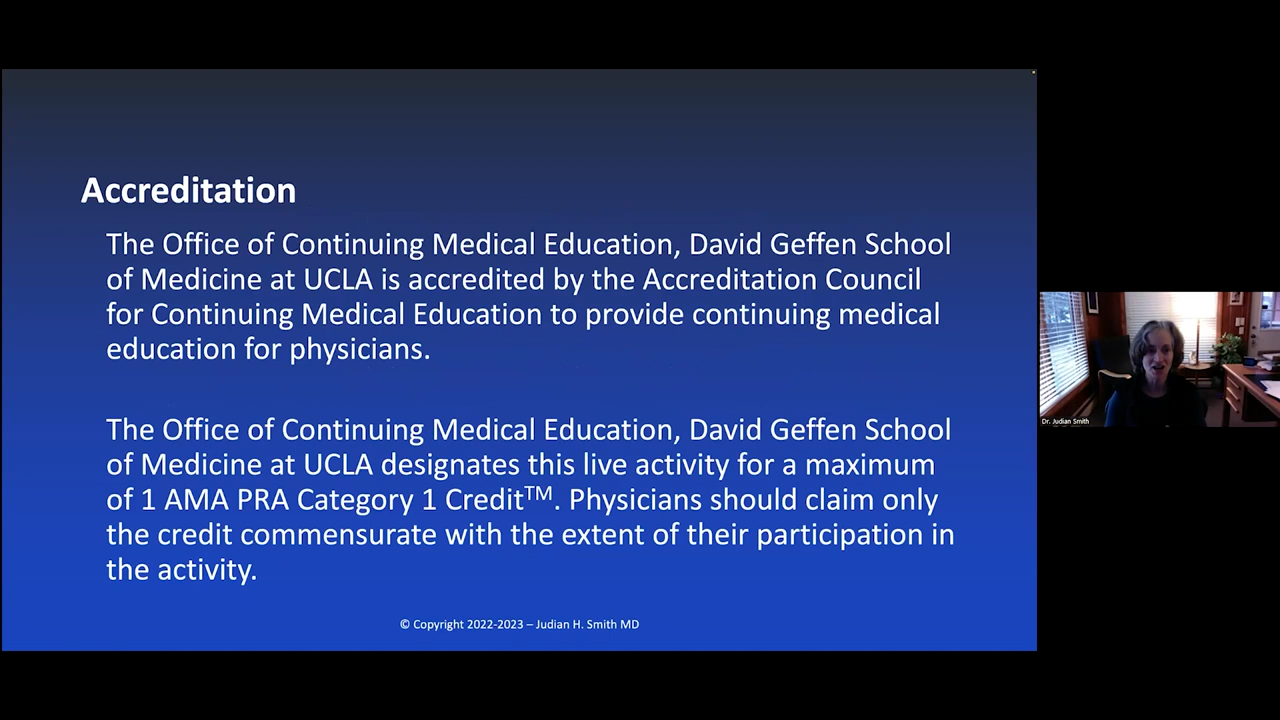 Accreditation
The Office of Continuing Medical Education, David Geffen School
of Medicine at UCLA is accredited by the Accreditation Council
for Continuing Medical Education to provide continuing medical
education for physicians.
The Office of Continuing Medical Education, David Geffen School
of Medicine at UCLA designates this live activity for a maximum
of 1 AMA PRA Category 1 Credit™. Physicians should claim only
the credit commensurate with the extent of their participation in
the activity.
© Copyright 2022-2023 – Judian H. Smith MD
Dr. Judian Smith